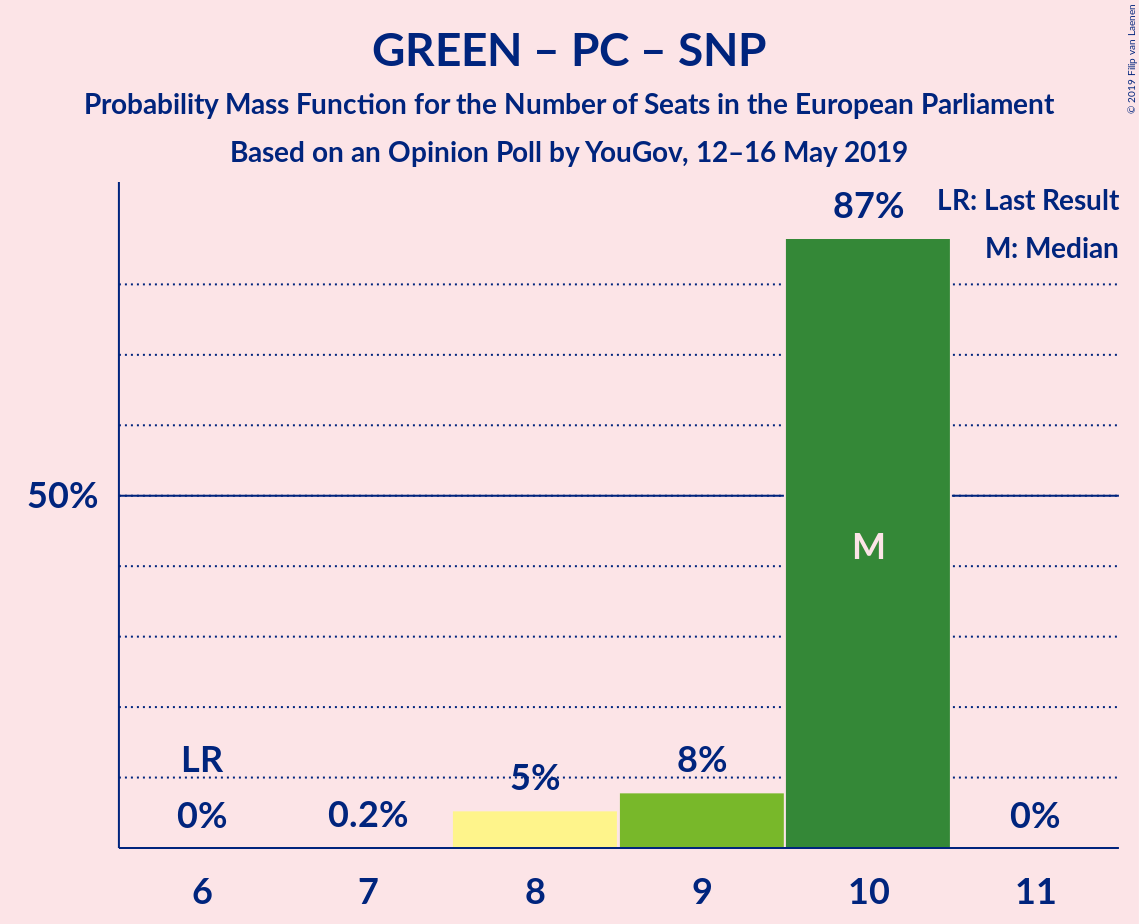 GREEN – PC – SNP
Probability Mass Function for the Number of Seats in the European Parliament
Based on an Opinion Poll by YouGov, 12–16 May 2019
© 2019 Filip van Laenen
LR: Last Result
M: Median
87%
50%
M
LR
0%
0.2%
5%
8%
0%
6
7
8
9
10
11